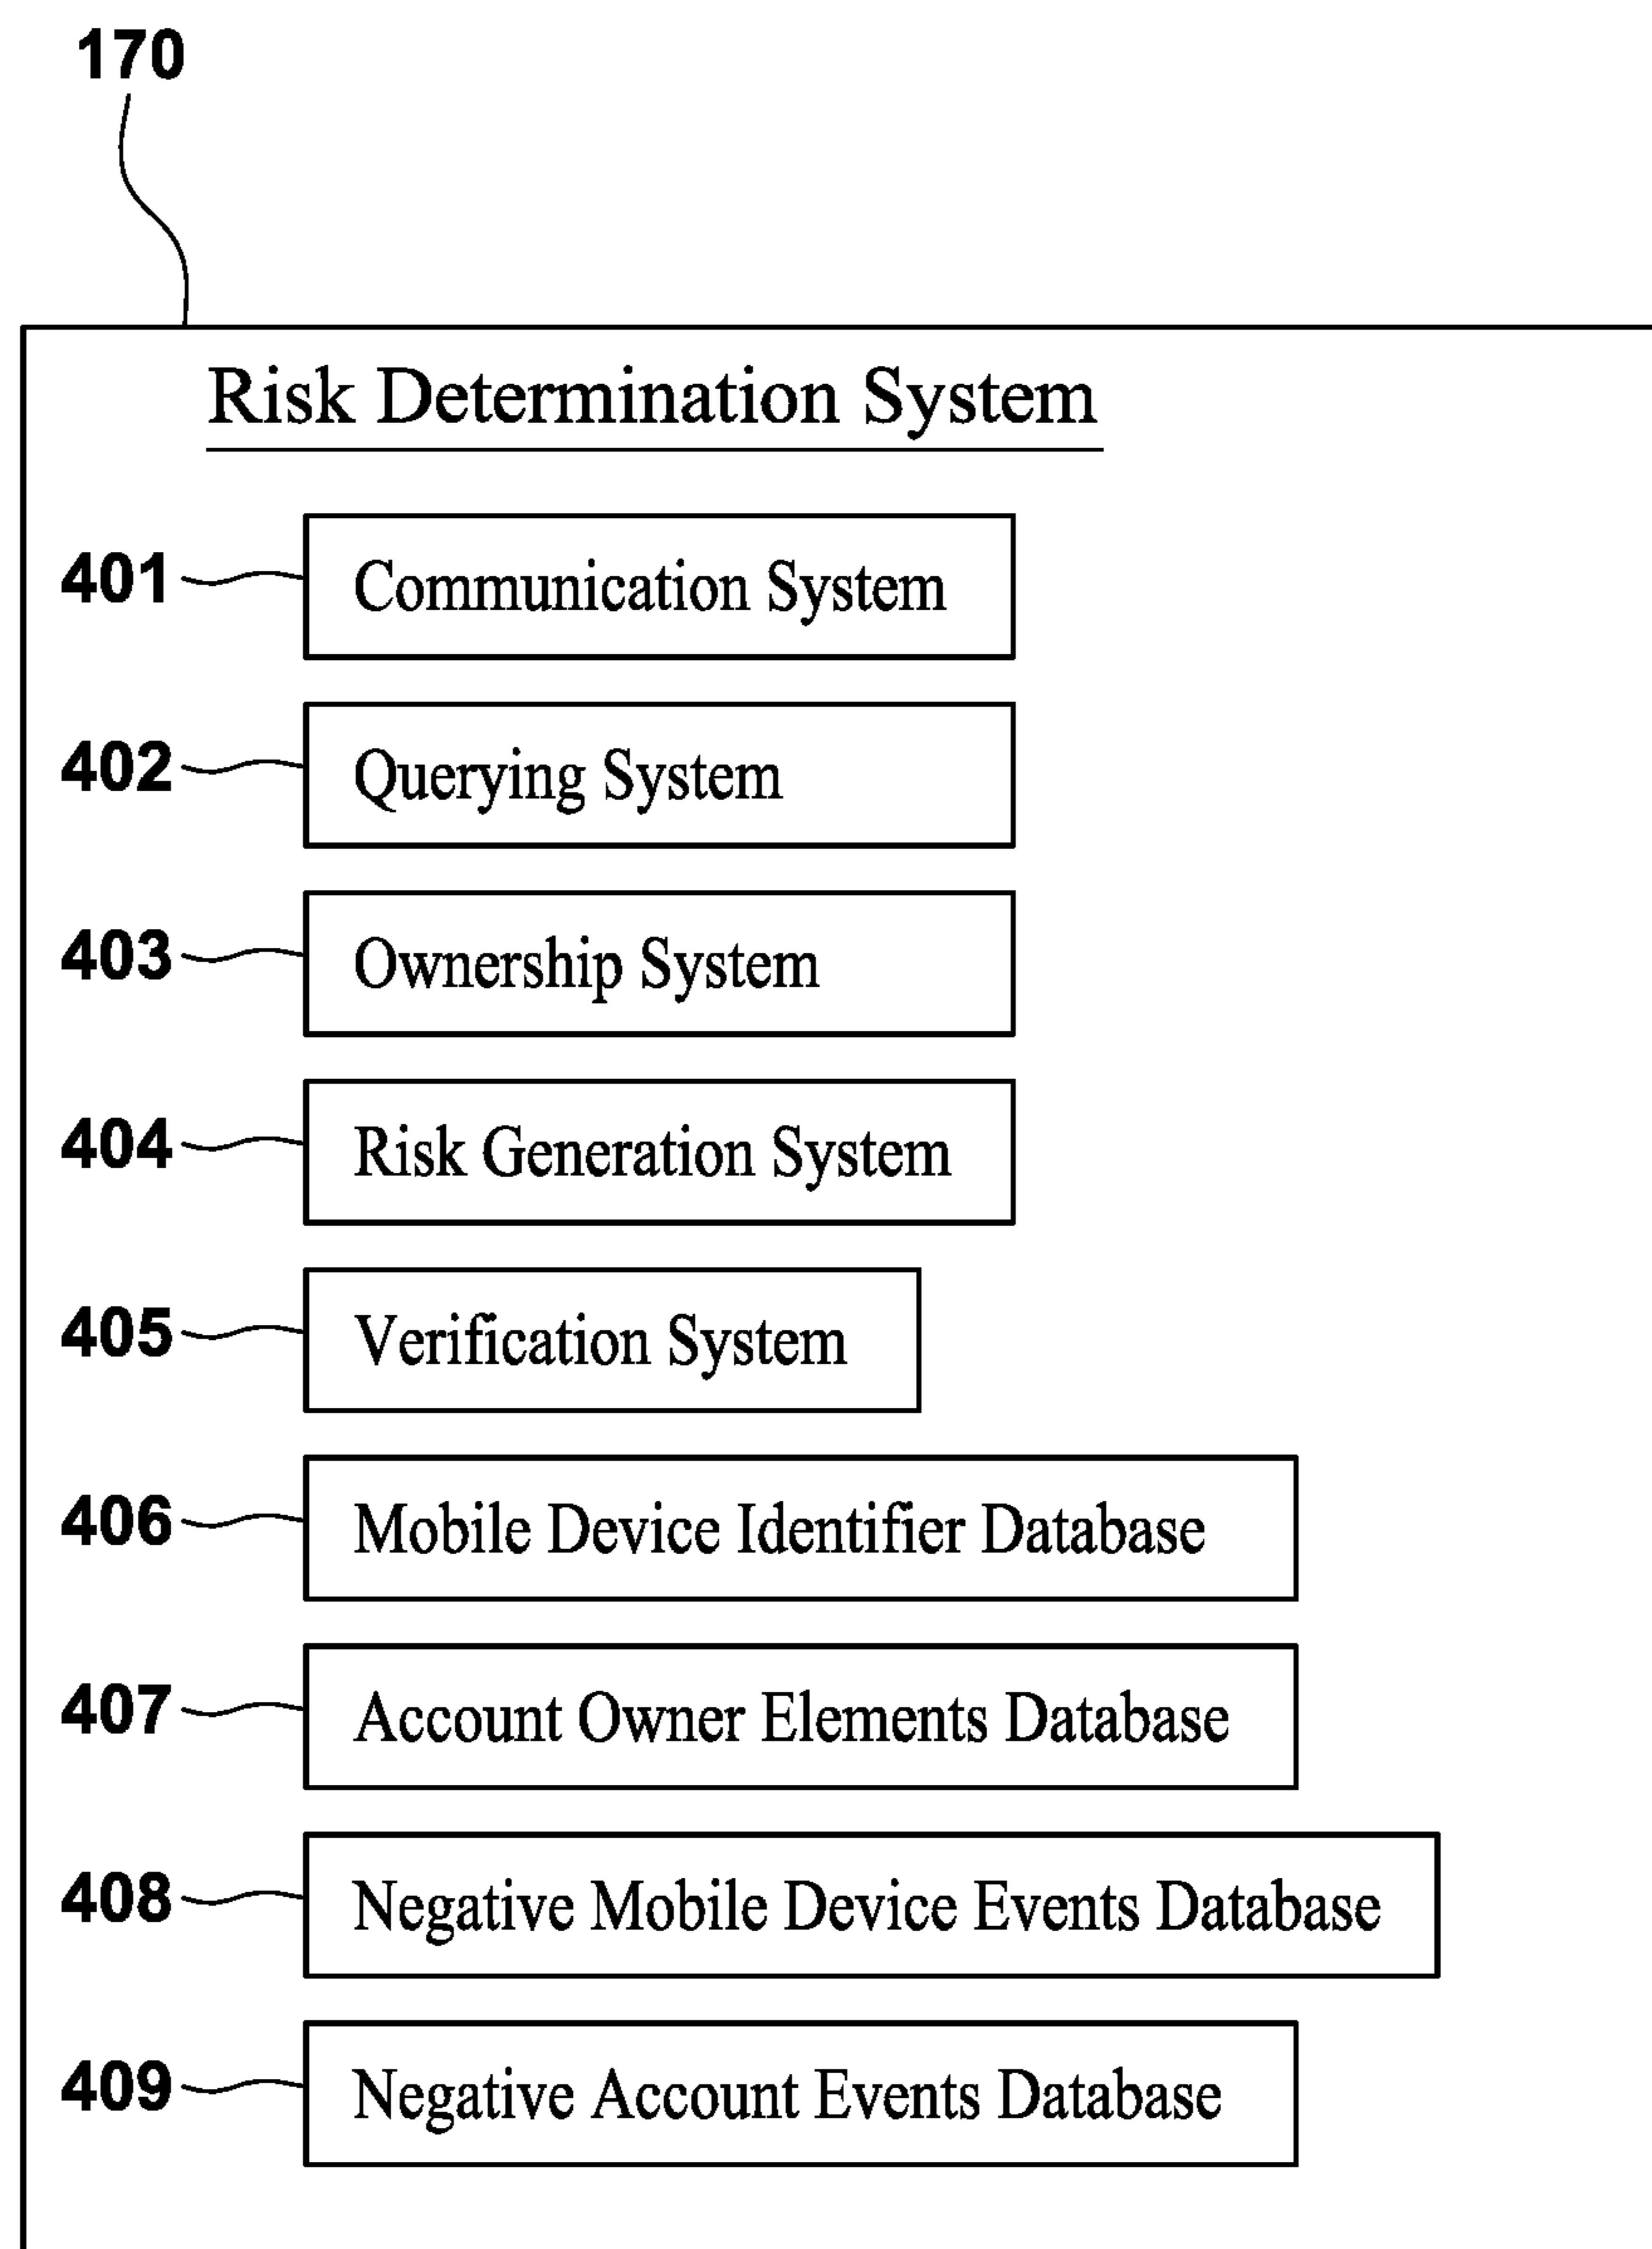 170
Risk Determination System
401 Communication System
402 Querying System
403 Ownership System
404 Risk Generation System
405 Verification System
406 Mobile Device Identifier Database
407 Account Owner Elements Database
408 Negative Mobile Device Events Database
409 Negative Account Events Database